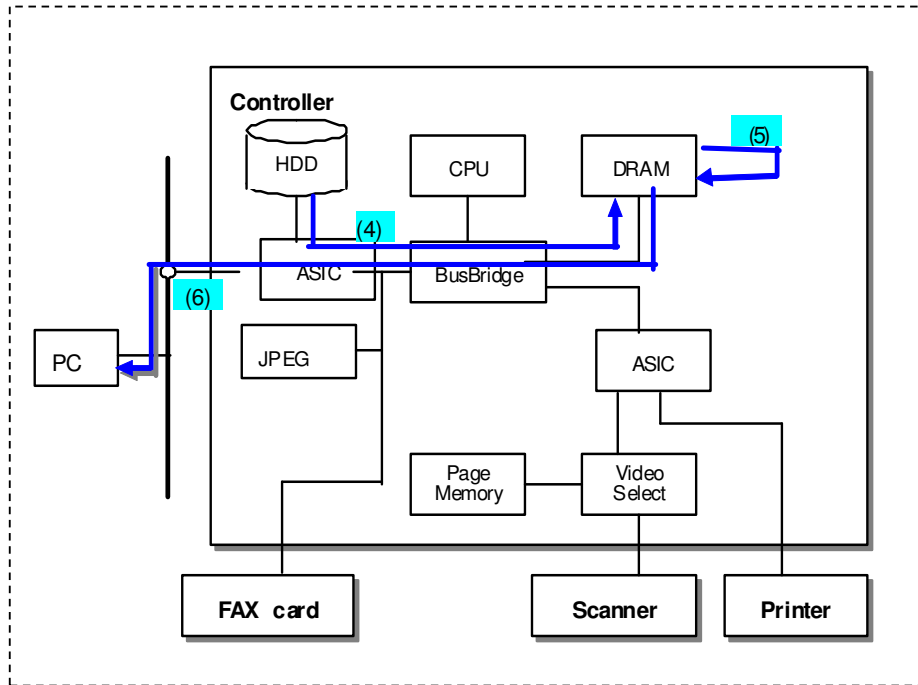 Controller
HDD
CPU
DRAM
(5)
(4)
ASIC
BusBridge
(6)
PC
JPEG
ASIC
Page
Memory
Video
Select
FAX card
Scanner
Printer